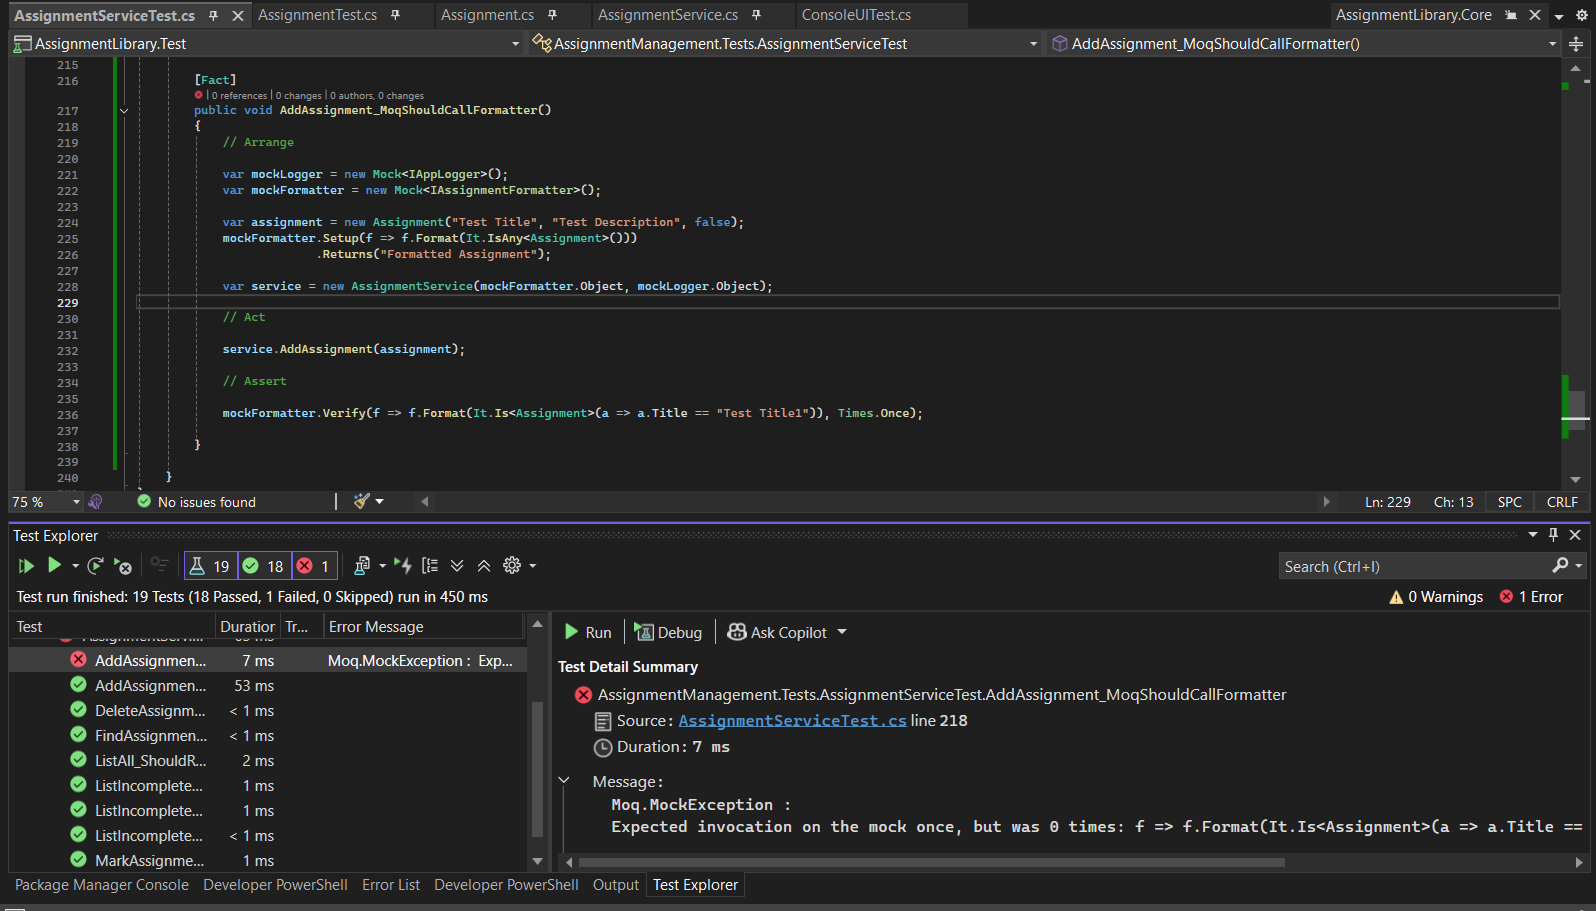 AssignmentServiceTest.cs AssignmentTest.cs Assignment.cs AssignmentService.cs ConsoleUITest.cs AssignmentLibrary.Core
AssignmentLibrary.Test AssignmentManagement.Tests.AssignmentServiceTest AddAssignment_MoqShouldCallFormatter()
215
216 [Fact]
0 references | 0 changes | 0 authors, 0 changes
217 public void AddAssignment_MoqShouldCallFormatter()
218 {
219 // Arrange
220
221 var mockLogger = new Mock<IAppLogger>();
222 var mockFormatter = new Mock<IAssignmentFormatter>();
223
224 var assignment = new Assignment("Test Title", "Test Description", false);
225 mockFormatter.Setup(f => f.Format(It.IsAny<Assignment>()))
226 .Returns("Formatted Assignment");
227
228 var service = new AssignmentService(mockFormatter.Object, mockLogger.Object);
229
230 // Act
231
232 service.AddAssignment(assignment);
233
234 // Assert
235
236 mockFormatter.Verify(f => f.Format(It.Is<Assignment>(a => a.Title == "Test Title1")), Times.Once);
237
238 }
239
240 }
75 % No issues found Ln: 229 Ch: 13 SPC CRLF
Test Explorer
19 18 1 Search (Ctrl+I)
Test run finished: 19 Tests (18 Passed, 1 Failed, 0 Skipped) run in 450 ms 0 Warnings 1 Error
Test Duration Tr... Error Message
AddAssignmen... 7 ms Moq.MockException : Exp...
AddAssignmen... 53 ms
DeleteAssignm... < 1 ms
FindAssignmen... < 1 ms
ListAll_ShouldR... 2 ms
ListIncomplete... 1 ms
ListIncomplete... 1 ms
ListIncomplete... < 1 ms
MarkAssignme... 1 ms
Run Debug Ask Copilot
Test Detail Summary
AssignmentManagement.Tests.AssignmentServiceTest.AddAssignment_MoqShouldCallFormatter
Source: AssignmentServiceTest.cs line 218
Duration: 7 ms
Message:
Moq.MockException :
Expected invocation on the mock once, but was 0 times: f => f.Format(It.Is<Assignment>(a => a.Title ==
Package Manager Console Developer PowerShell Error List Developer PowerShell Output Test Explorer